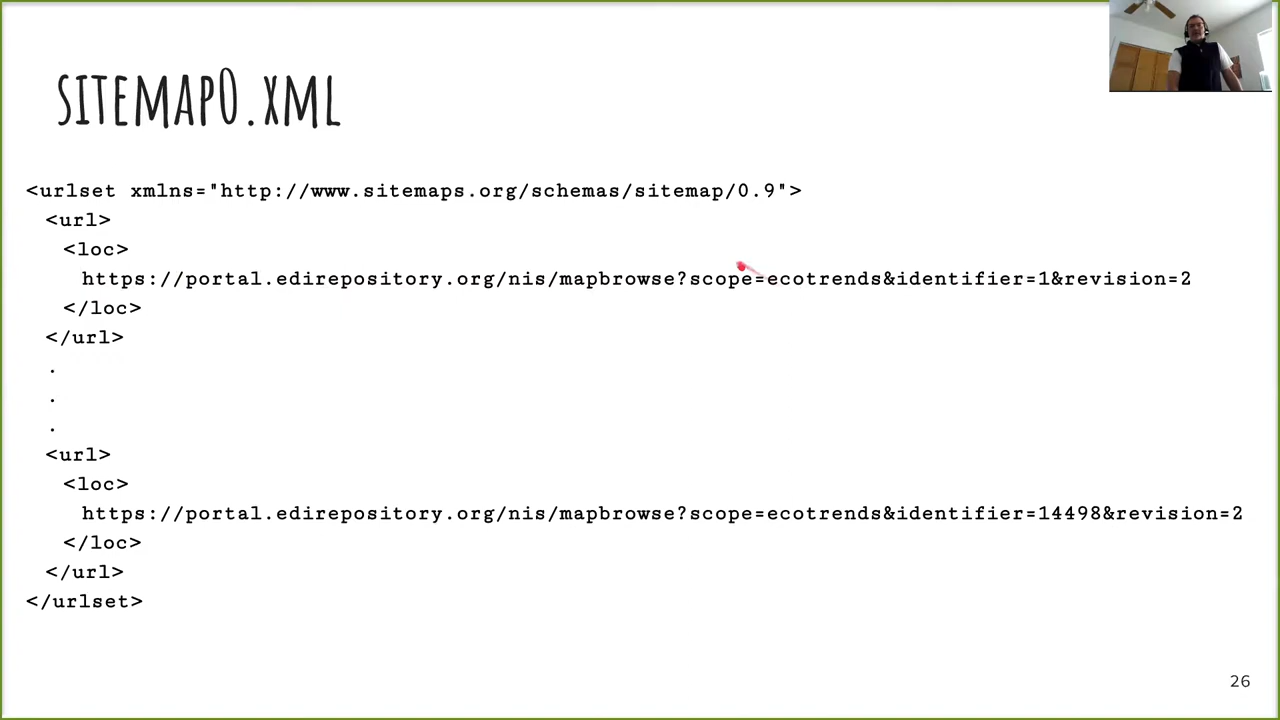 sitemap0.xml
<urlset xmlns="http://www.sitemaps.org/schemas/sitemap/0.9">
<url>
<loc>
https://portal.edirepository.org/nis/mapbrowse?scope=ecotrends&identifier=1&revision=2
</loc>
</url>
.
.
.
<url>
<loc>
https://portal.edirepository.org/nis/mapbrowse?scope=ecotrends&identifier=14498&revision=2
</loc>
</url>
</urlset>
26